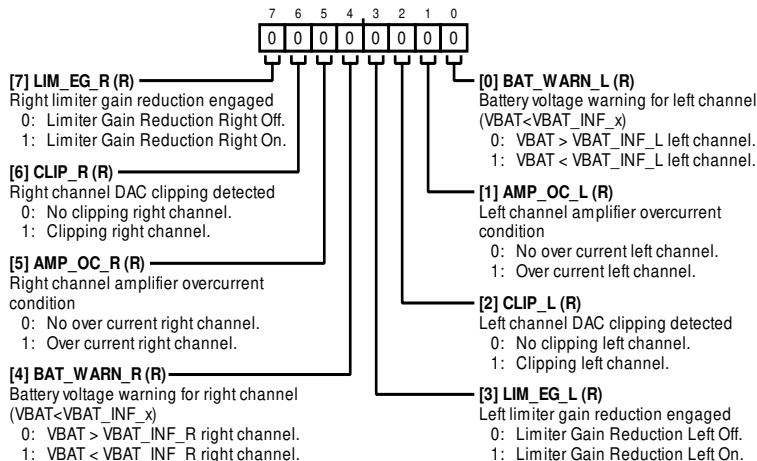 7 6 5 4 3 2 1 0
0 0 0 0 0 0 0 0
[7] LIM_EG_R (R)
Right limiter gain reduction engaged
0: Limiter Gain Reduction Right Off.
1: Limiter Gain Reduction Right On.
[6] CLIP_R (R)
Right channel DAC clipping detected
0: No clipping right channel.
1: Clipping right channel.
[5] AMP_OC_R (R)
Right channel amplifier overcurrent
condition
0: No over current right channel.
1: Over current right channel.
[4] BAT_WARN_R (R)
Battery voltage warning for right channel
(VBAT<VBAT_INF_x)
0: VBAT > VBAT_INF_R right channel.
1: VBAT < VBAT_INF_R right channel.
[0] BAT_WARN_L (R)
Battery voltage warning for left channel
(VBAT<VBAT_INF_x)
0: VBAT > VBAT_INF_L left channel.
1: VBAT < VBAT_INF_L left channel.
[1] AMP_OC_L (R)
Left channel amplifier overcurrent
condition
0: No over current left channel.
1: Over current left channel.
[2] CLIP_L (R)
Left channel DAC clipping detected
0: No clipping left channel.
1: Clipping left channel.
[3] LIM_EG_L (R)
Left limiter gain reduction engaged
0: Limiter Gain Reduction Left Off.
1: Limiter Gain Reduction Left On.